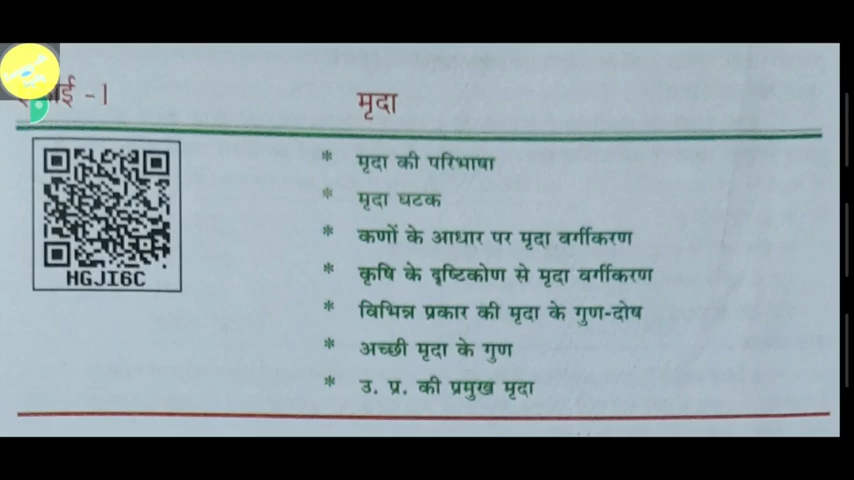 ई -1
मृदा
* मृदा की परिभाषा
* मृदा घटक
* कणों के आधार पर मृदा वर्गीकरण
* कृषि के दृष्टिकोण से मृदा वर्गीकरण
* विभिन्न प्रकार की मृदा के गुण-दोष
* अच्छी मृदा के गुण
* उ. प्र. की प्रमुख मृदा
HGJI6C